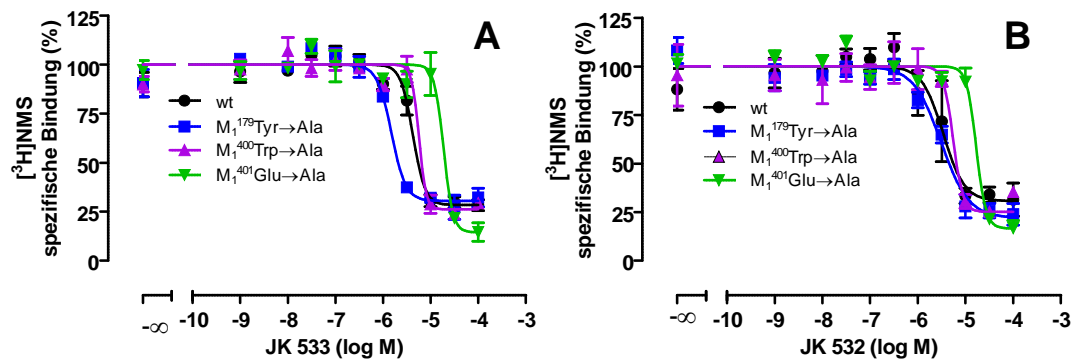 A
[³H]NMS
spezifische Bindung (%)
125
100
75
50
25
0
wt
M₁¹⁷⁹Tyr→Ala
M₁⁴⁰⁰Trp→Ala
M₁⁴⁰¹Glu→Ala
-∞ -10 -9 -8 -7 -6 -5 -4 -3
JK 533 (log M)
B
[³H]NMS
spezifische Bindung (%)
125
100
75
50
25
0
wt
M₁¹⁷⁹Tyr→Ala
M₁⁴⁰⁰Trp→Ala
M₁⁴⁰¹Glu→Ala
-∞ -10 -9 -8 -7 -6 -5 -4 -3
JK 532 (log M)